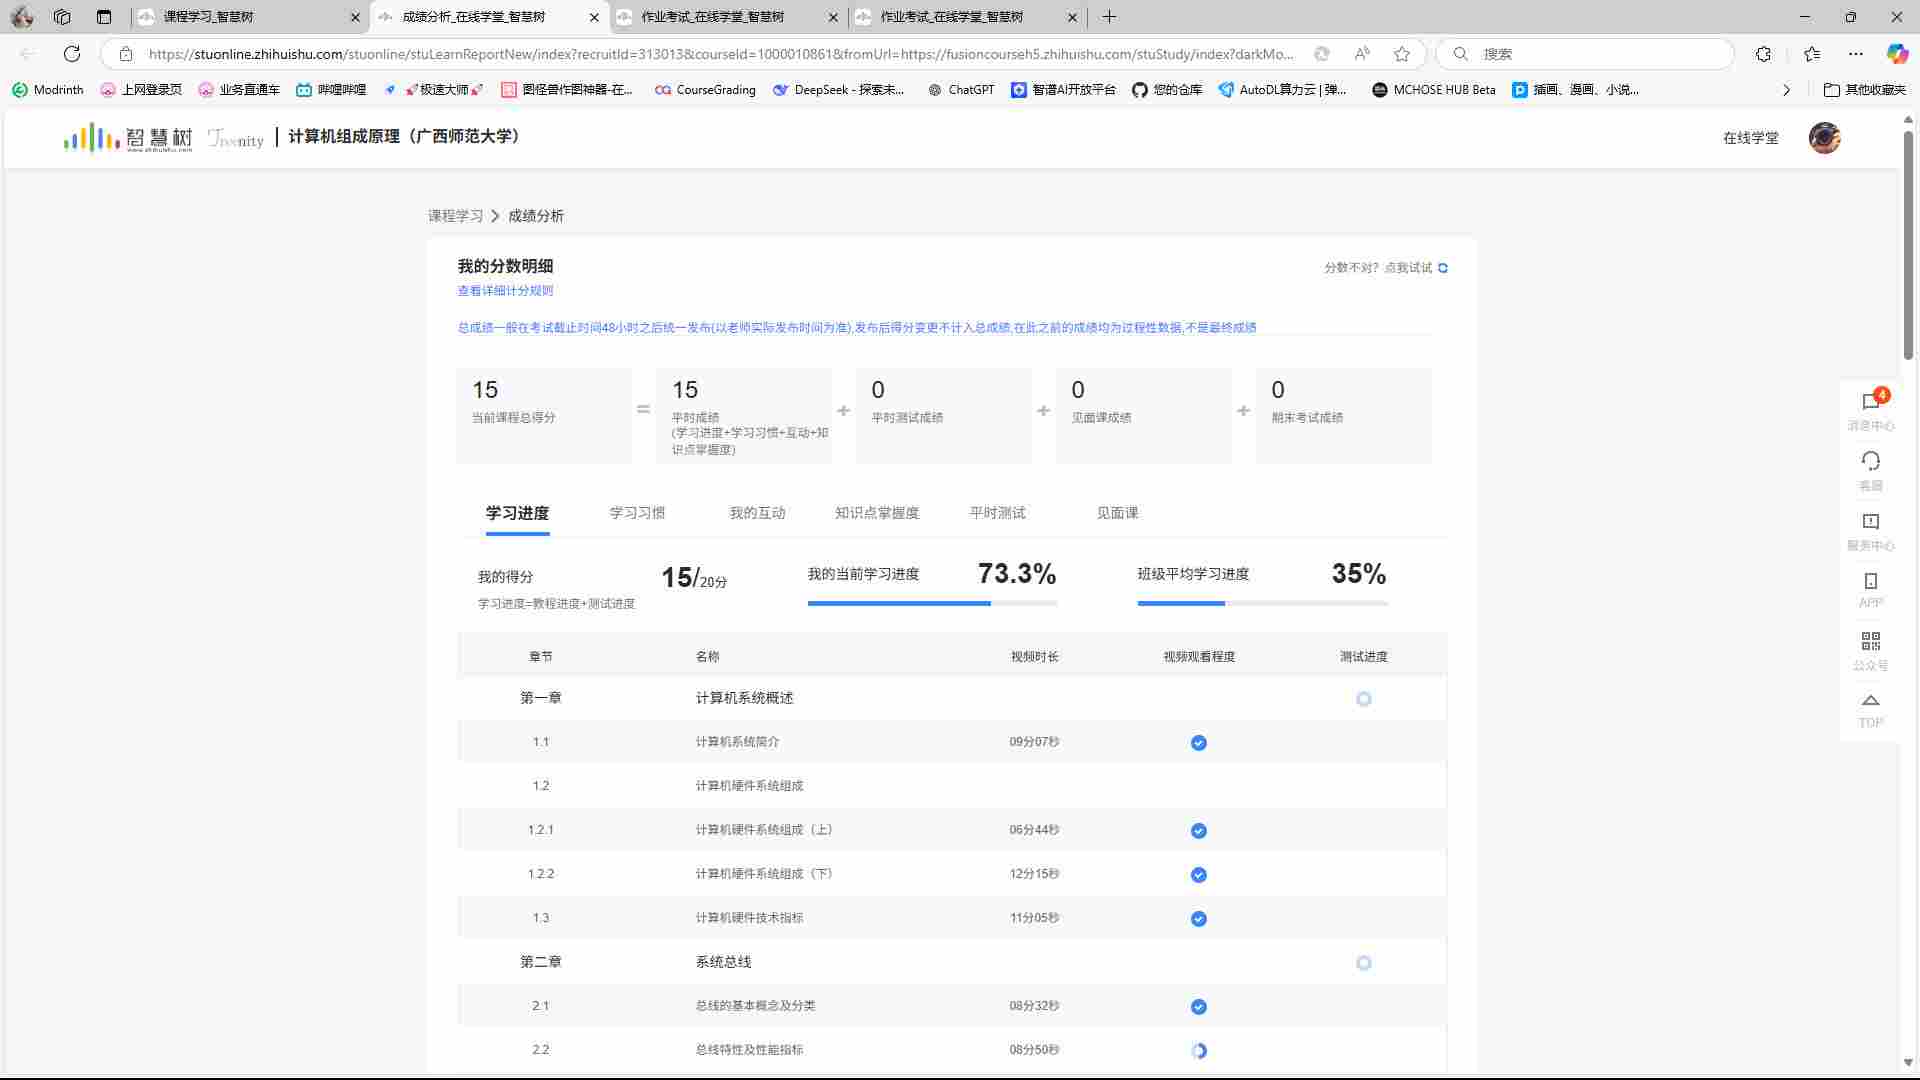 课程学习_智慧树
成绩分析_在线学堂_智慧树
作业考试_在线学堂_智慧树
作业考试_在线学堂_智慧树
https://stuonline.zhihuishu.com/stuonline/stuLearnReportNew/index?recruitId=313013&courseId=1000010861&fromUrl=https://fusioncourseh5.zhihuishu.com/stuStudy/index?darkMo...
搜索
Modrinth
上网登录页
业务直通车
哔哩哔哩
🚀极速大师🚀
图怪兽作图神器-在...
CourseGrading
DeepSeek - 探索未...
ChatGPT
智谱AI开放平台
您的仓库
AutoDL算力云 | 弹...
MCHOSE HUB Beta
插画、漫画、小说...
其他收藏夹
智慧树
www.zhihuishu.com
Treenity
计算机组成原理（广西师范大学）
在线学堂
课程学习 > 成绩分析
我的分数明细
分数不对? 点我试试
查看详细计分规则
总成绩一般在考试截止时间48小时之后统一发布(以老师实际发布时间为准),发布后得分变更不计入总成绩,在此之前的成绩均为过程性数据,不是最终成绩
15
当前课程总得分
=
15
平时成绩
(学习进度+学习习惯+互动+知
识点掌握度)
+
0
平时测试成绩
+
0
见面课成绩
+
0
期末考试成绩
学习进度
学习习惯
我的互动
知识点掌握度
平时测试
见面课
我的得分
15/20分
学习进度=教程进度+测试进度
我的当前学习进度
73.3%
班级平均学习进度
35%
章节 名称 视频时长 视频观看程度 测试进度
第一章 计算机系统概述
1.1 计算机系统简介 09分07秒
1.2 计算机硬件系统组成
1.2.1 计算机硬件系统组成（上） 06分44秒
1.2.2 计算机硬件系统组成（下） 12分15秒
1.3 计算机硬件技术指标 11分05秒
第二章 系统总线
2.1 总线的基本概念及分类 08分32秒
2.2 总线特性及性能指标 08分50秒
4
消息中心
客服
服务中心
APP
公众号
TOP